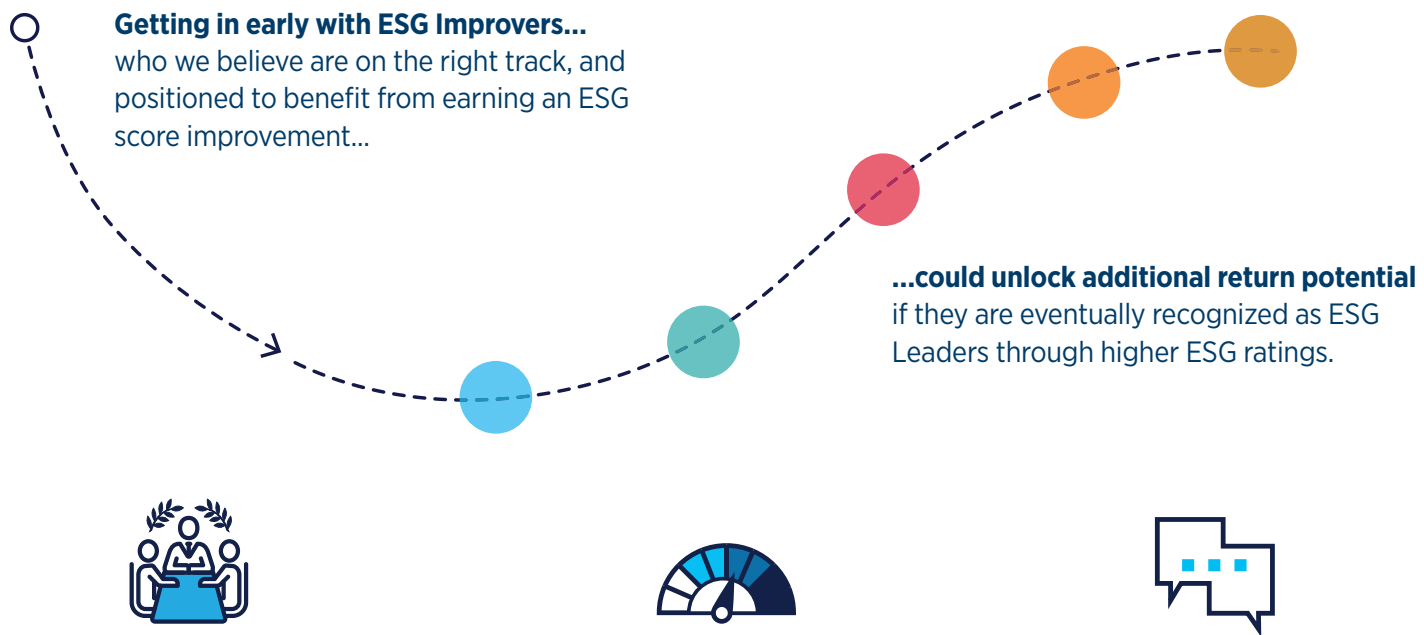 Getting in early with ESG Improvers...
who we believe are on the right track, and
positioned to benefit from earning an ESG
score improvement...
...could unlock additional return potential
if they are eventually recognized as ESG
Leaders through higher ESG ratings.